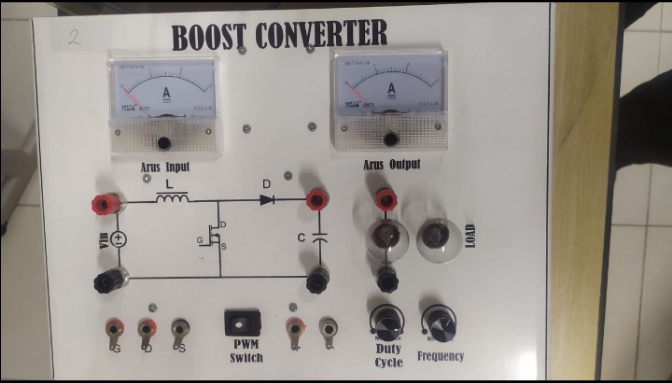 2
BOOST CONVERTER
A
A
Arus Input
Arus Output
L
D
Vin
D
G
S
C
LOAD
G
D
S
PWM
Switch
Duty
Cycle
Frequency